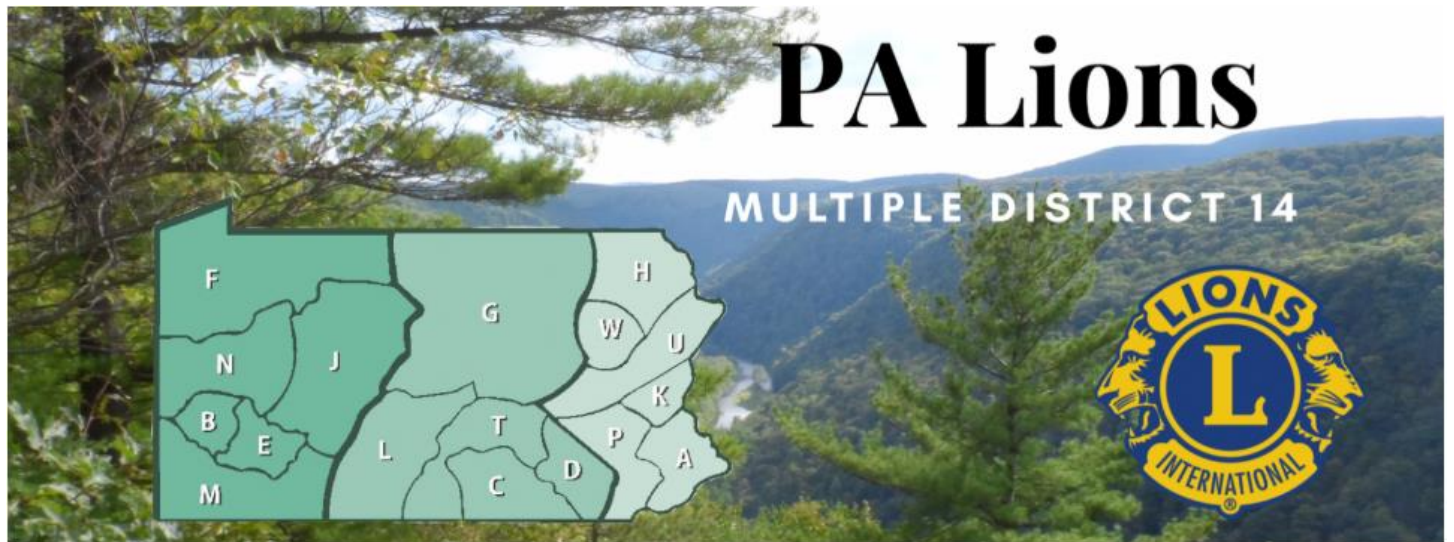 PA Lions
MULTIPLE DISTRICT 14
F
H
G
W
U
N
J
K
B
T
E
L
P
A
D
C
M
LIONS
L
INTERNATIONAL
®